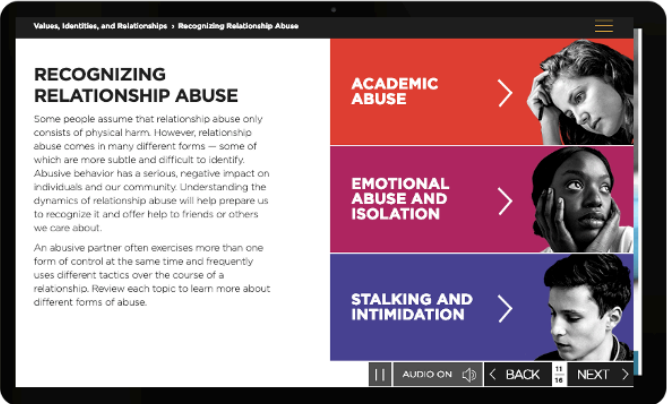 Values, Identities, and Relationships › Recognizing Relationship Abuse
RECOGNIZING
RELATIONSHIP ABUSE
Some people assume that relationship abuse only
consists of physical harm. However, relationship
abuse comes in many different forms — some of
which are more subtle and difficult to identify.
Abusive behavior has a serious, negative impact on
individuals and our community. Understanding the
dynamics of relationship abuse will help prepare us
to recognize it and offer help to friends or others
we care about.
An abusive partner often exercises more than one
form of control at the same time and frequently
uses different tactics over the course of a
relationship. Review each topic to learn more about
different forms of abuse.
ACADEMIC
ABUSE
EMOTIONAL
ABUSE AND
ISOLATION
STALKING AND
INTIMIDATION
AUDIO ON
BACK
11
16
NEXT